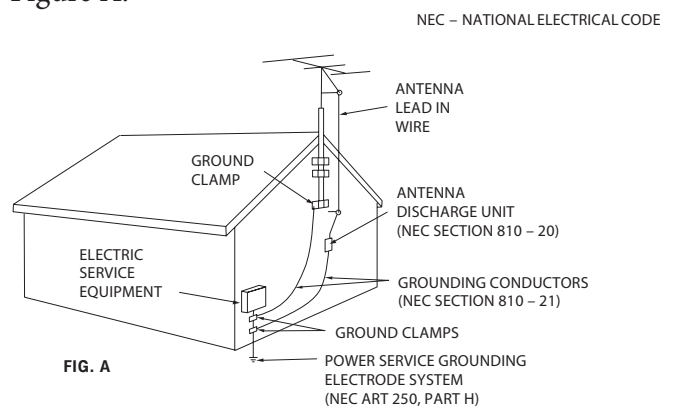 NEC – NATIONAL ELECTRICAL CODE
ANTENNA
LEAD IN
WIRE
GROUND
CLAMP
ANTENNA
DISCHARGE UNIT
(NEC SECTION 810 – 20)
ELECTRIC
SERVICE
EQUIPMENT
GROUNDING CONDUCTORS
(NEC SECTION 810 – 21)
GROUND CLAMPS
POWER SERVICE GROUNDING
ELECTRODE SYSTEM
(NEC ART 250, PART H)
FIG. A